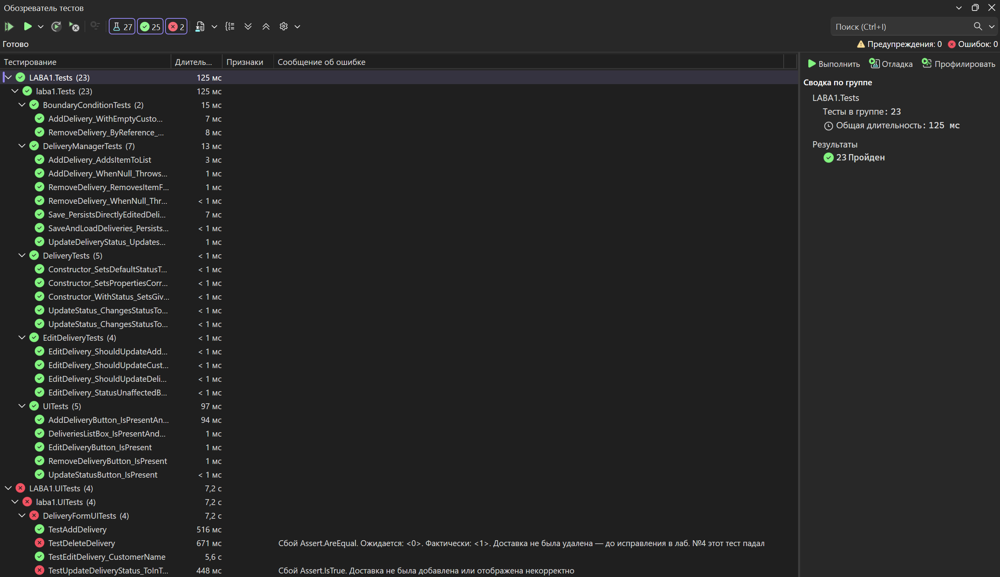 Обозреватель тестов
27 25 2 Поиск (Ctrl+I)
Готово Предупреждения: 0 Ошибок: 0
Тестирование Длитель... Признаки Сообщение об ошибке
LABA1.Tests (23) 125 мс
laba1.Tests (23) 125 мс
BoundaryConditionTests (2) 15 мс
AddDelivery_WithEmptyCusto... 7 мс
RemoveDelivery_ByReference_... 8 мс
DeliveryManagerTests (7) 13 мс
AddDelivery_AddsItemToList 3 мс
AddDelivery_WhenNull_Throws... 1 мс
RemoveDelivery_RemovesItemF... 1 мс
RemoveDelivery_WhenNull_Thr... < 1 мс
Save_PersistsDirectlyEditedDeli... 7 мс
SaveAndLoadDeliveries_Persists... < 1 мс
UpdateDeliveryStatus_Updates... 1 мс
DeliveryTests (5) < 1 мс
Constructor_SetsDefaultStatusT... < 1 мс
Constructor_SetsPropertiesCorr... < 1 мс
Constructor_WithStatus_SetsGiv... < 1 мс
UpdateStatus_ChangesStatusTo... < 1 мс
UpdateStatus_ChangesStatusTo... < 1 мс
EditDeliveryTests (4) < 1 мс
EditDelivery_ShouldUpdateAdd... < 1 мс
EditDelivery_ShouldUpdateCust... < 1 мс
EditDelivery_ShouldUpdateDeli... < 1 мс
EditDelivery_StatusUnaffectedB... < 1 мс
UITests (5) 97 мс
AddDeliveryButton_IsPresentAn... 94 мс
DeliveriesListBox_IsPresentAnd... 1 мс
EditDeliveryButton_IsPresent 1 мс
RemoveDeliveryButton_IsPresent 1 мс
UpdateStatusButton_IsPresent < 1 мс
LABA1.UITests (4) 7,2 с
laba1.UITests (4) 7,2 с
DeliveryFormUITests (4) 7,2 с
TestAddDelivery 516 мс
TestDeleteDelivery 671 мс Сбой Assert.AreEqual. Ожидается: <0>. Фактически: <1>. Доставка не была удалена — до исправления в лаб. №4 этот тест падал
TestEditDelivery_CustomerName 5,6 с
TestUpdateDeliveryStatus_ToInT... 448 мс Сбой Assert.IsTrue. Доставка не была добавлена или отображена некорректно
Выполнить Отладка Профилировать
Сводка по группе
LABA1.Tests
Тесты в группе: 23
Общая длительность: 125 мс
Результаты
23 Пройден